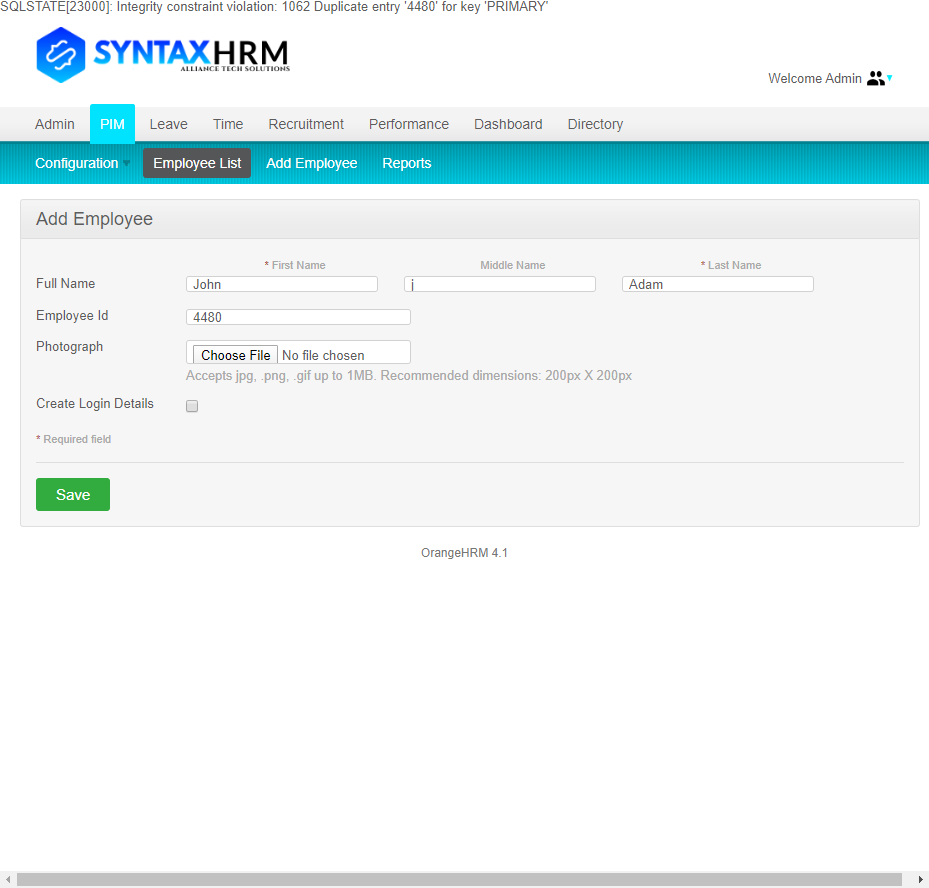 SQLSTATE[23000]: Integrity constraint violation: 1062 Duplicate entry '4480' for key 'PRIMARY'
SYNTAXHRM
ALLIANCE TECH SOLUTIONS
Welcome Admin
Admin PIM Leave Time Recruitment Performance Dashboard Directory
Configuration Employee List Add Employee Reports
Add Employee
* First Name Middle Name * Last Name
Full Name John j Adam
Employee Id 4480
Photograph Choose File No file chosen
Accepts jpg, .png, .gif up to 1MB. Recommended dimensions: 200px X 200px
Create Login Details
* Required field
Save
OrangeHRM 4.1